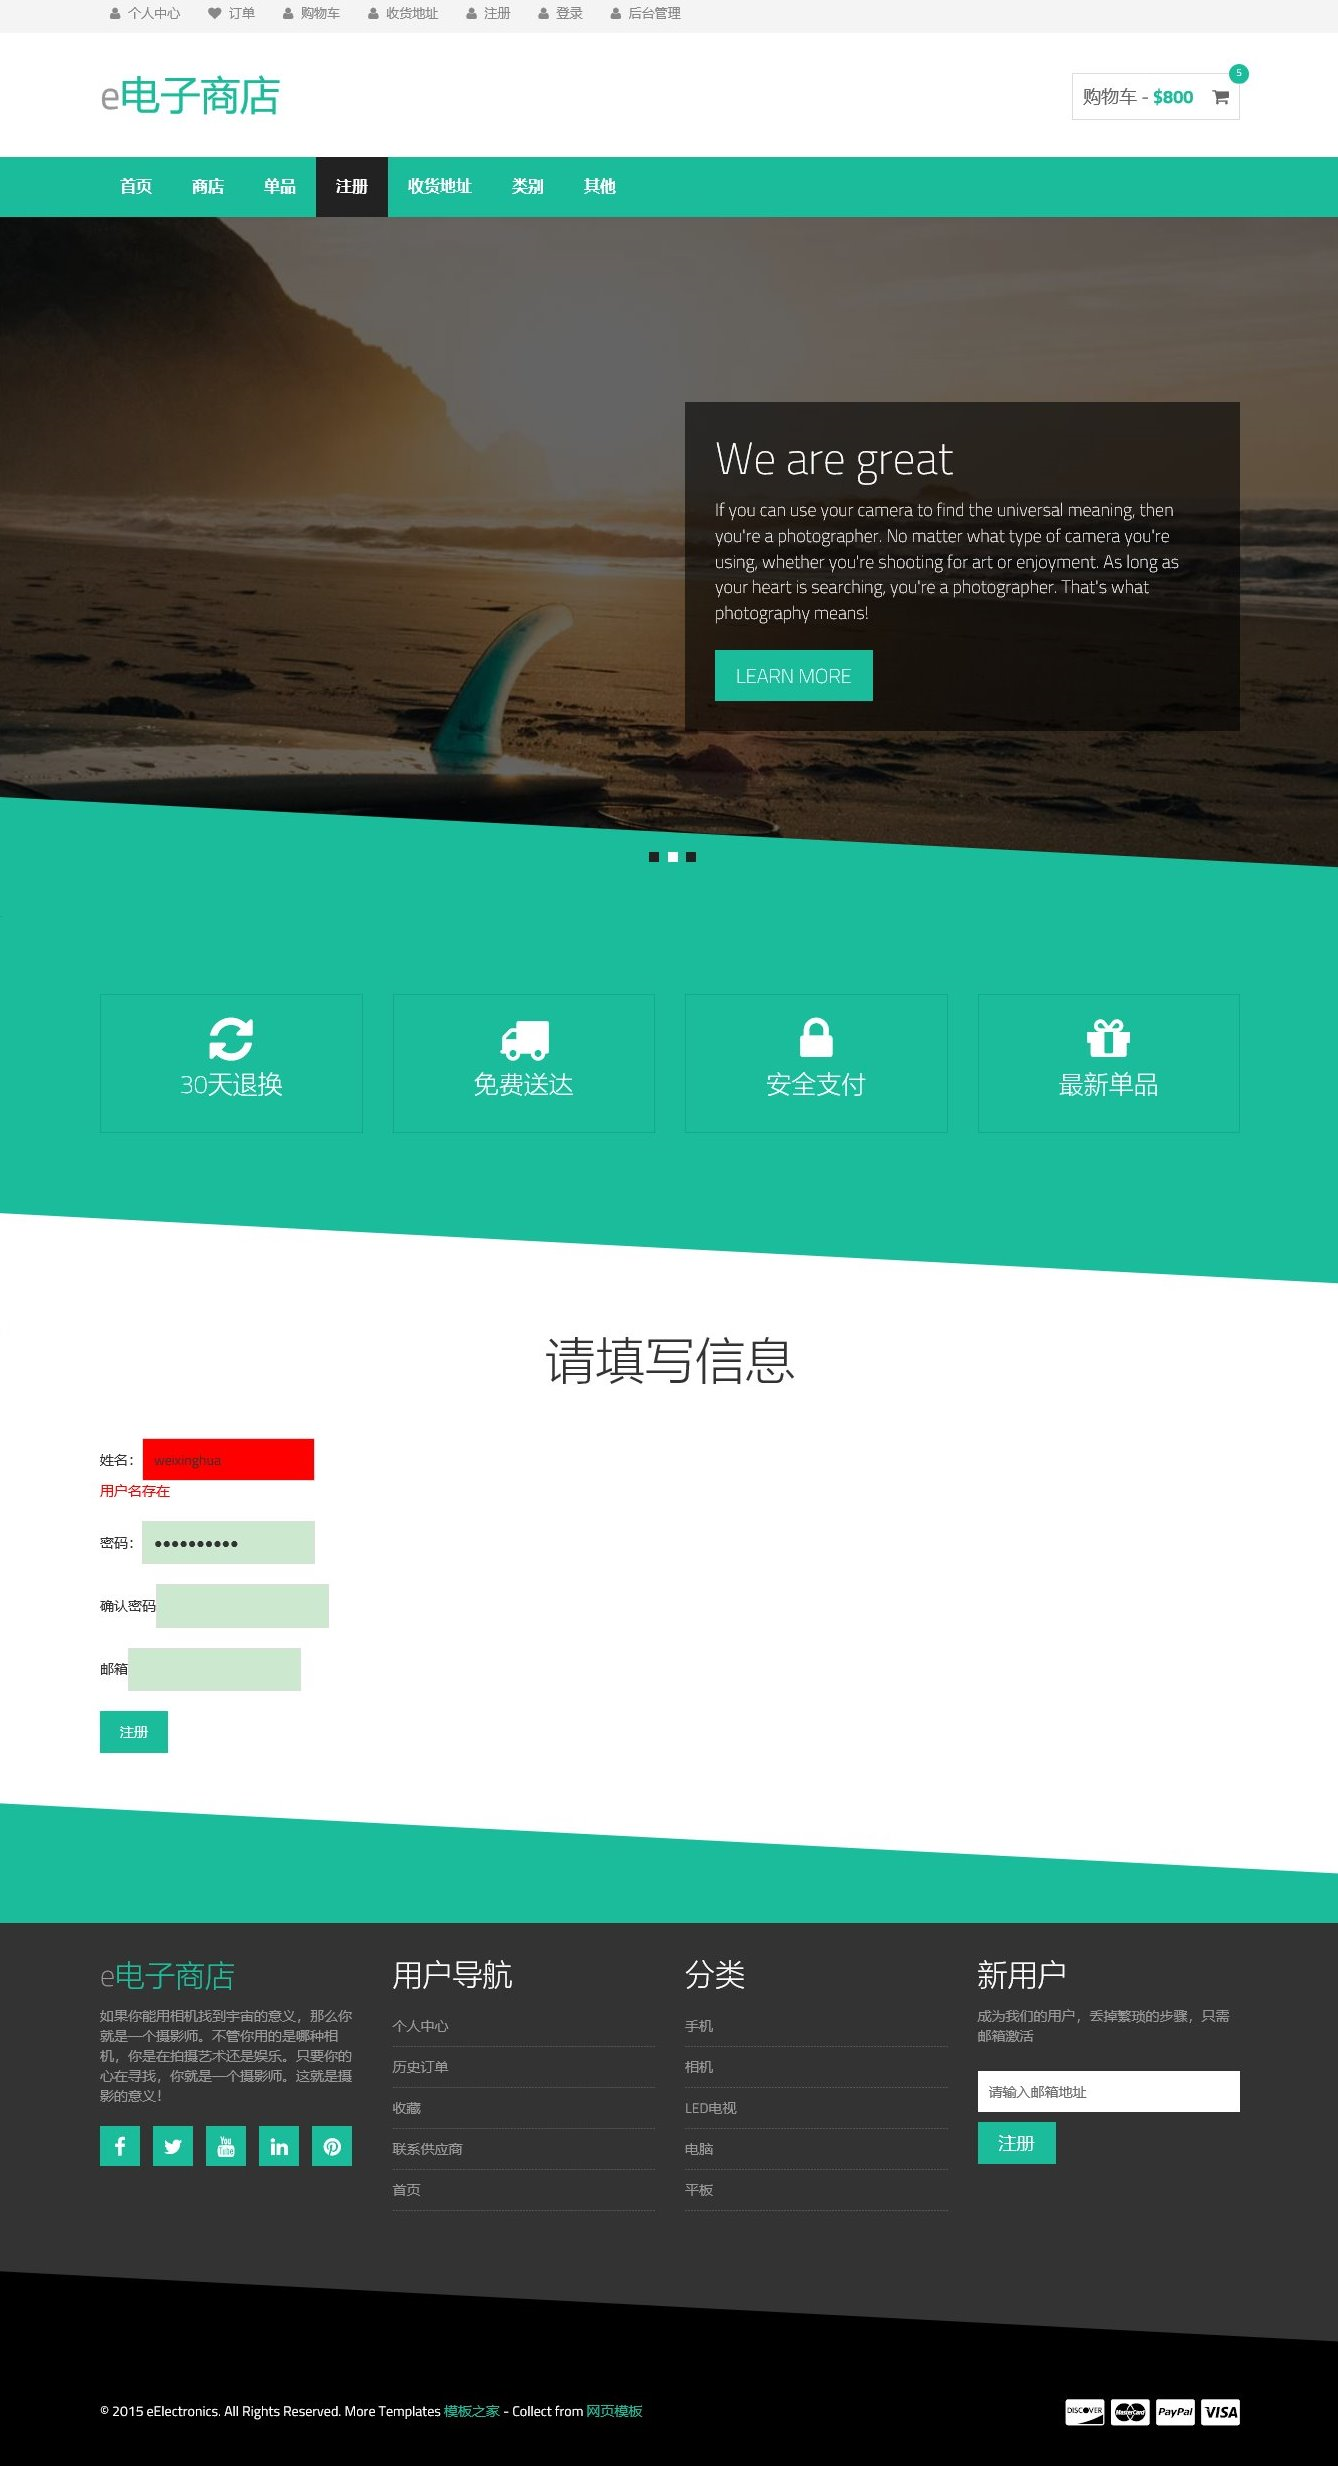 个人中心 订单 购物车 收货地址 注册 登录 后台管理
e电子商店
购物车 - $800
5
首页 商店 单品 注册 收货地址 类别 其他
We are great
If you can use your camera to find the universal meaning, then
you're a photographer. No matter what type of camera you're
using, whether you're shooting for art or enjoyment. As long as
your heart is searching, you're a photographer. That's what
photography means!
LEARN MORE
30天退换
免费送达
安全支付
最新单品
请填写信息
姓名： weixinghua
用户名存在
密码： ●●●●●●●●●●
确认密码
邮箱
注册
e电子商店
如果你能用相机找到宇宙的意义，那么你
就是一个摄影师。不管你用的是哪种相
机，你是在拍摄艺术还是娱乐。只要你的
心在寻找，你就是一个摄影师。这就是摄
影的意义！
You Tube
用户导航
个人中心
历史订单
收藏
联系供应商
首页
分类
手机
相机
LED电视
电脑
平板
新用户
成为我们的用户，丢掉繁琐的步骤，只需
邮箱激活
请输入邮箱地址
注册
© 2015 eElectronics. All Rights Reserved. More Templates 模板之家 - Collect from 网页模板
DISCOVER MasterCard PayPal VISA